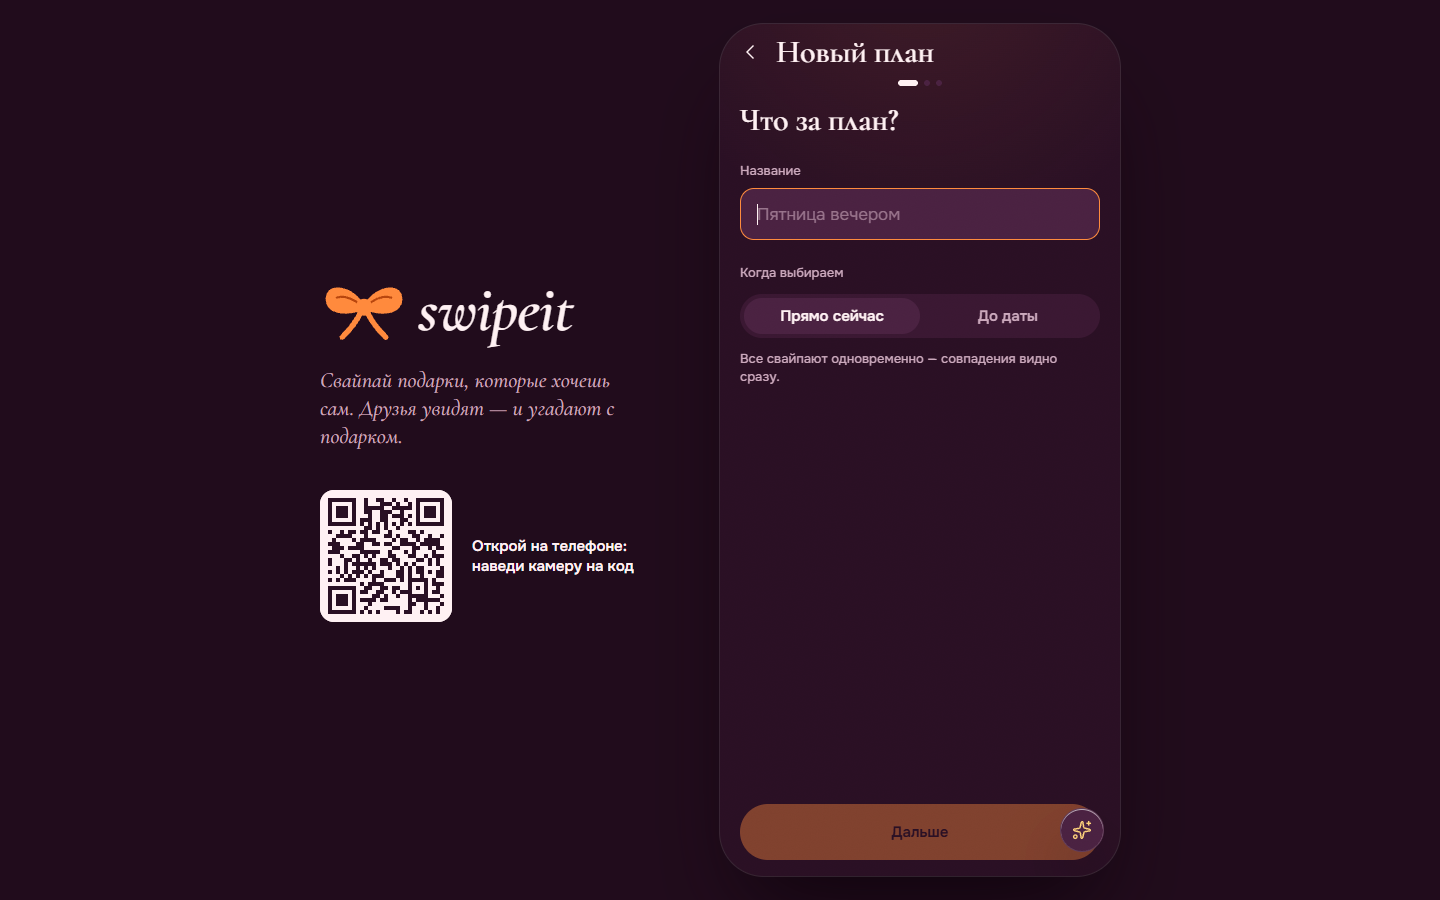 swipeit
Свайпай подарки, которые хочешь
сам. Друзья увидят — и угадают с
подарком.
Открой на телефоне:
наведи камеру на код
Новый план
Что за план?
Название
Пятница вечером
Когда выбираем
Прямо сейчас
До даты
Все свайпают одновременно — совпадения видно
сразу.
Дальше